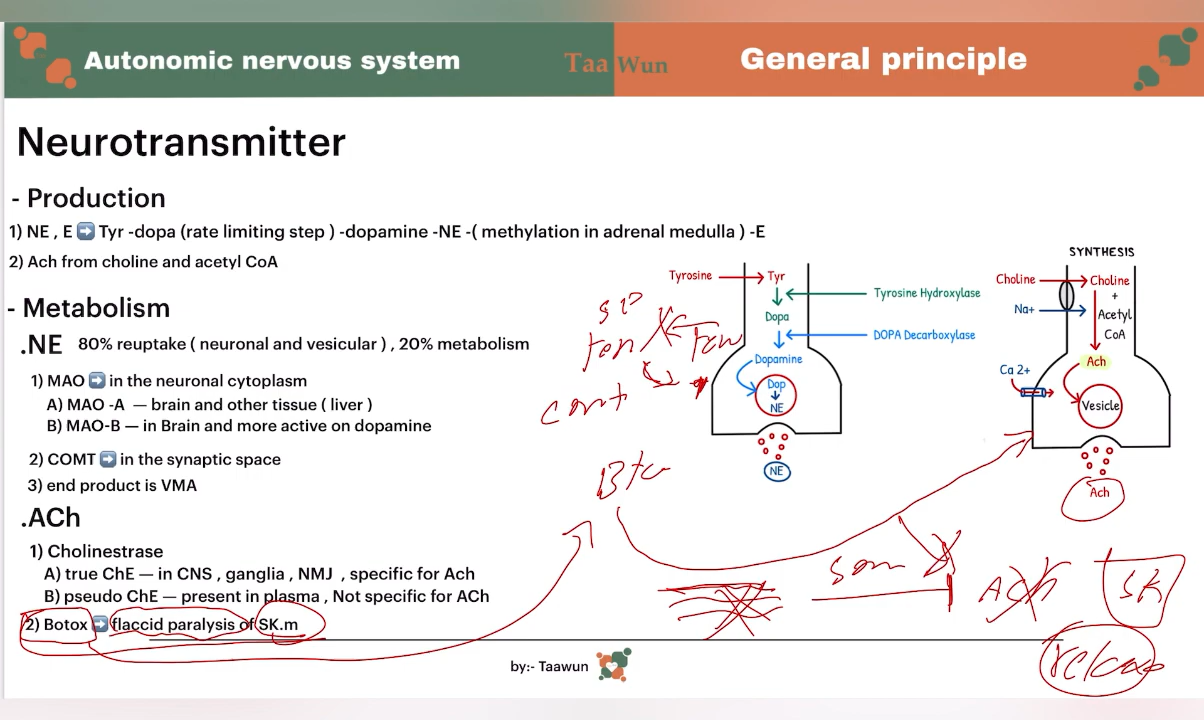 Autonomic nervous system
Taa Wun
General principle
Neurotransmitter
- Production
1) NE , E ➡️ Tyr -dopa (rate limiting step ) -dopamine -NE -( methylation in adrenal medulla ) -E
2) Ach from choline and acetyl CoA
- Metabolism
.NE 80% reuptake ( neuronal and vesicular ) , 20% metabolism
1) MAO ➡️ in the neuronal cytoplasm
A) MAO -A — brain and other tissue ( liver )
B) MAO-B — in Brain and more active on dopamine
2) COMT ➡️ in the synaptic space
3) end product is VMA
.ACh
1) Cholinestrase
A) true ChE — in CNS , ganglia , NMJ , specific for Ach
B) pseudo ChE — present in plasma , Not specific for ACh
2) Botox ➡️ flaccid paralysis of SK.m
Tyrosine
Tyr
Tyrosine Hydroxylase
Dopa
DOPA Decarboxylase
Dopamine
Dop
NE
NE
SYNTHESIS
Choline
Choline
+
Na+
Acetyl
CoA
Ach
Ca 2+
Vesicle
Ach
ACh
SK
by:- Taawun